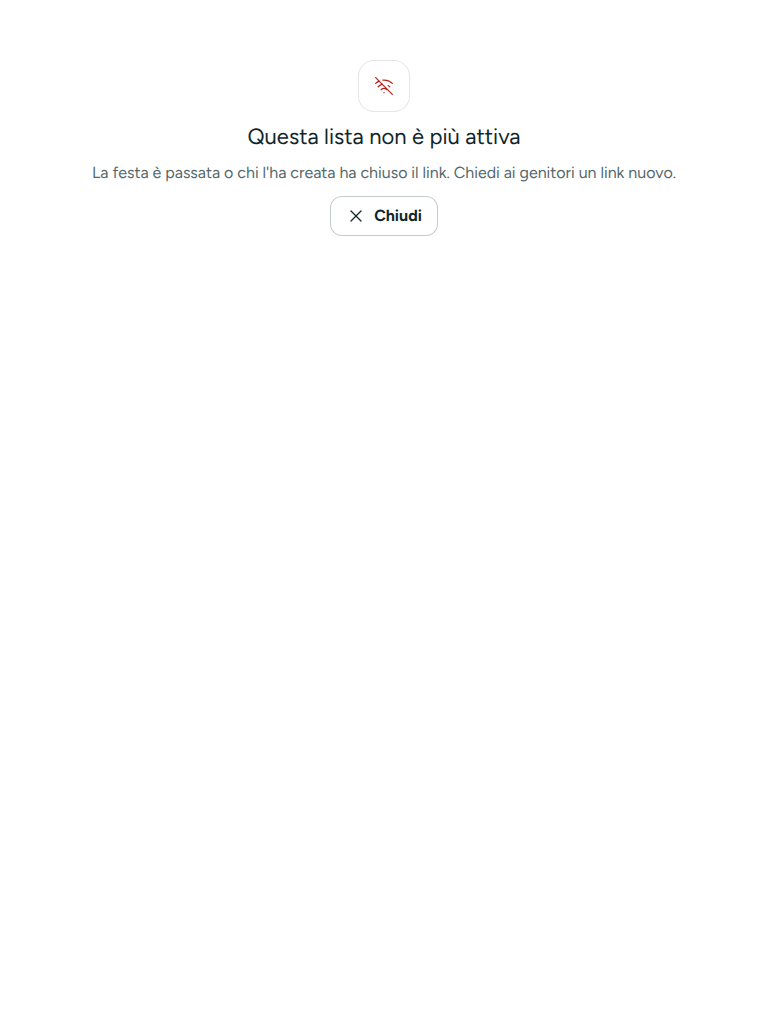 Questa lista non è più attiva
La festa è passata o chi l'ha creata ha chiuso il link. Chiedi ai genitori un link nuovo.
Chiudi